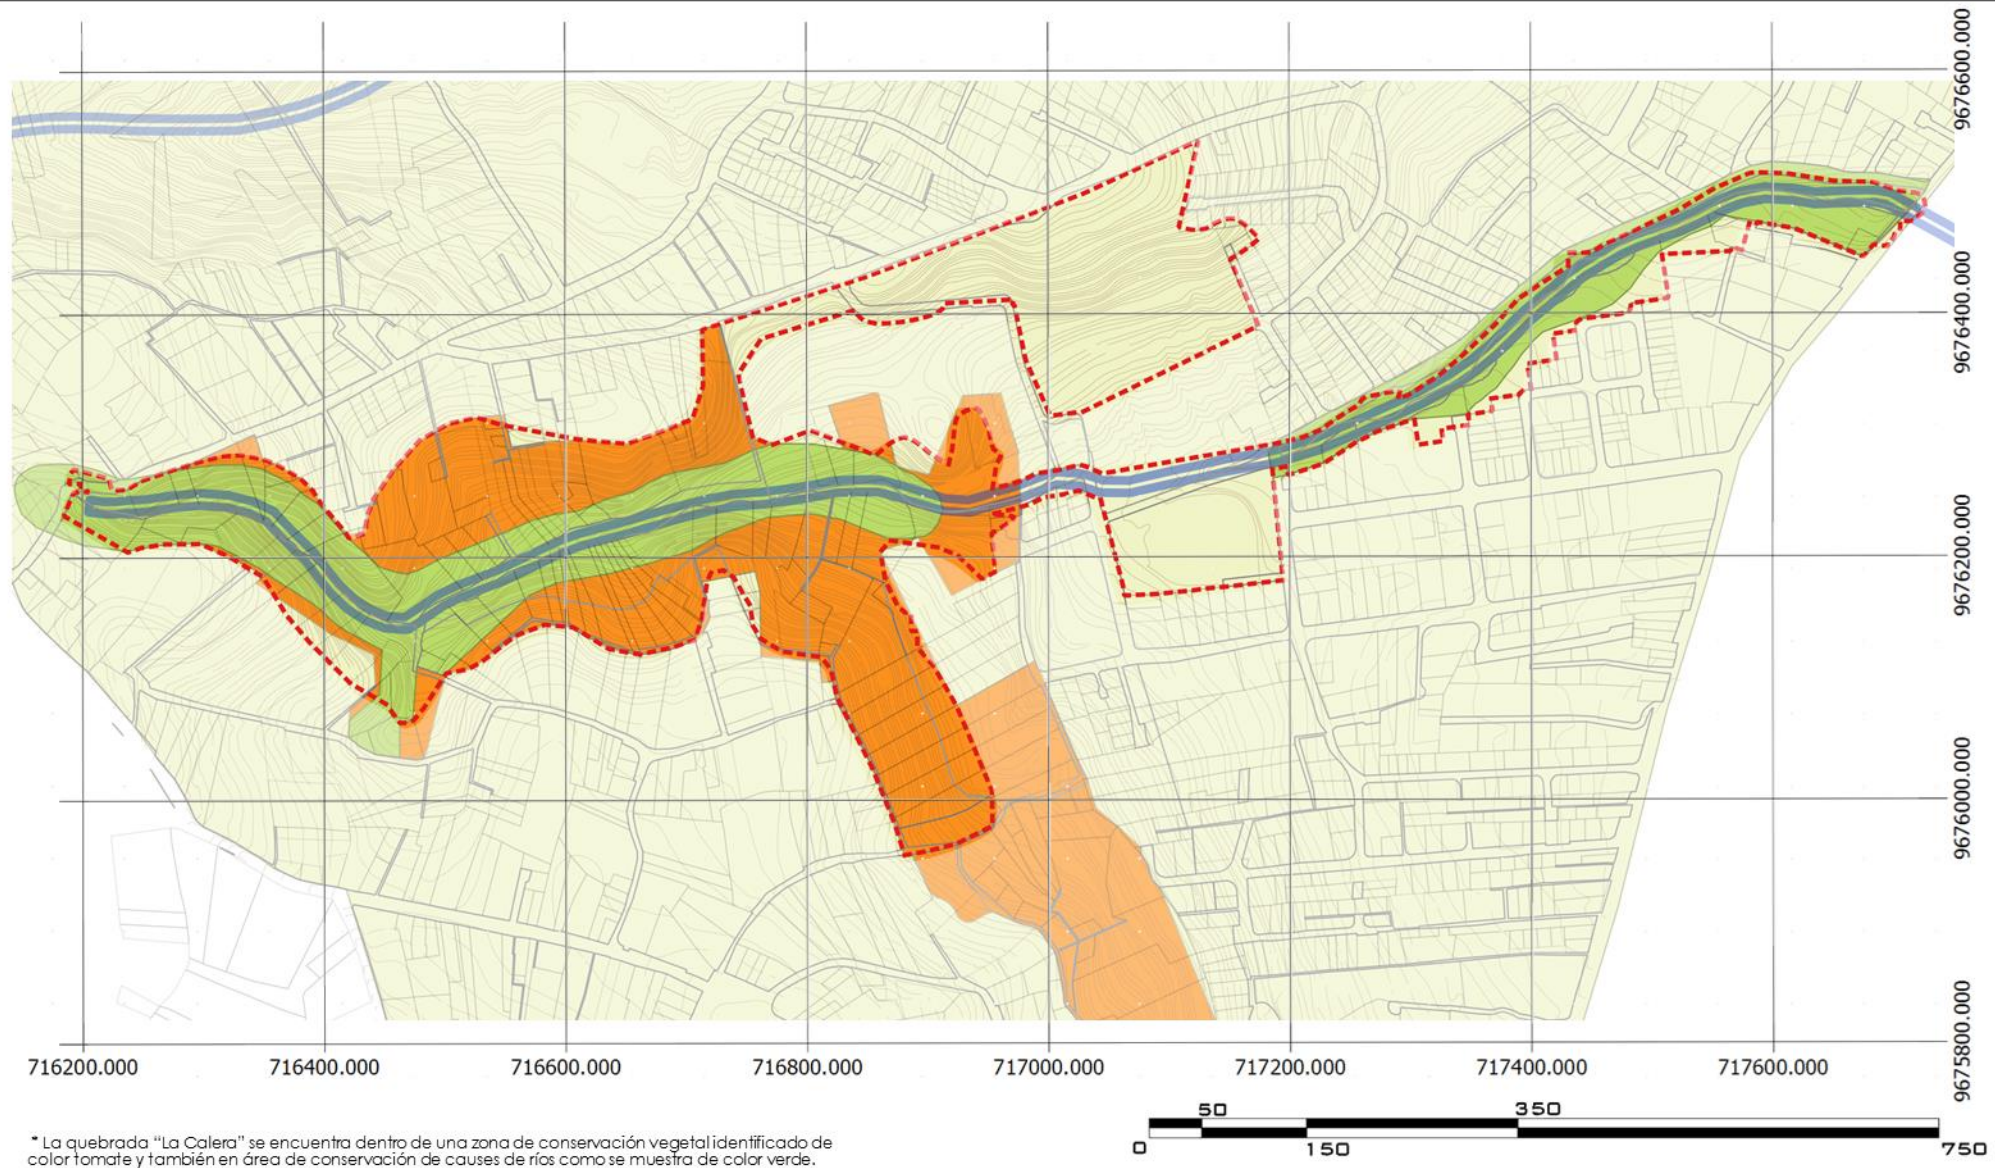 9676600.000
9676400.000
9676200.000
9676000.000
9675800.000
716200.000 716400.000 716600.000 716800.000 717000.000 717200.000 717400.000 717600.000
50 350
0 150 750
* La quebrada “La Calera” se encuentra dentro de una zona de conservación vegetal identificado de
color tomate y también en área de conservación de causes de ríos como se muestra de color verde.